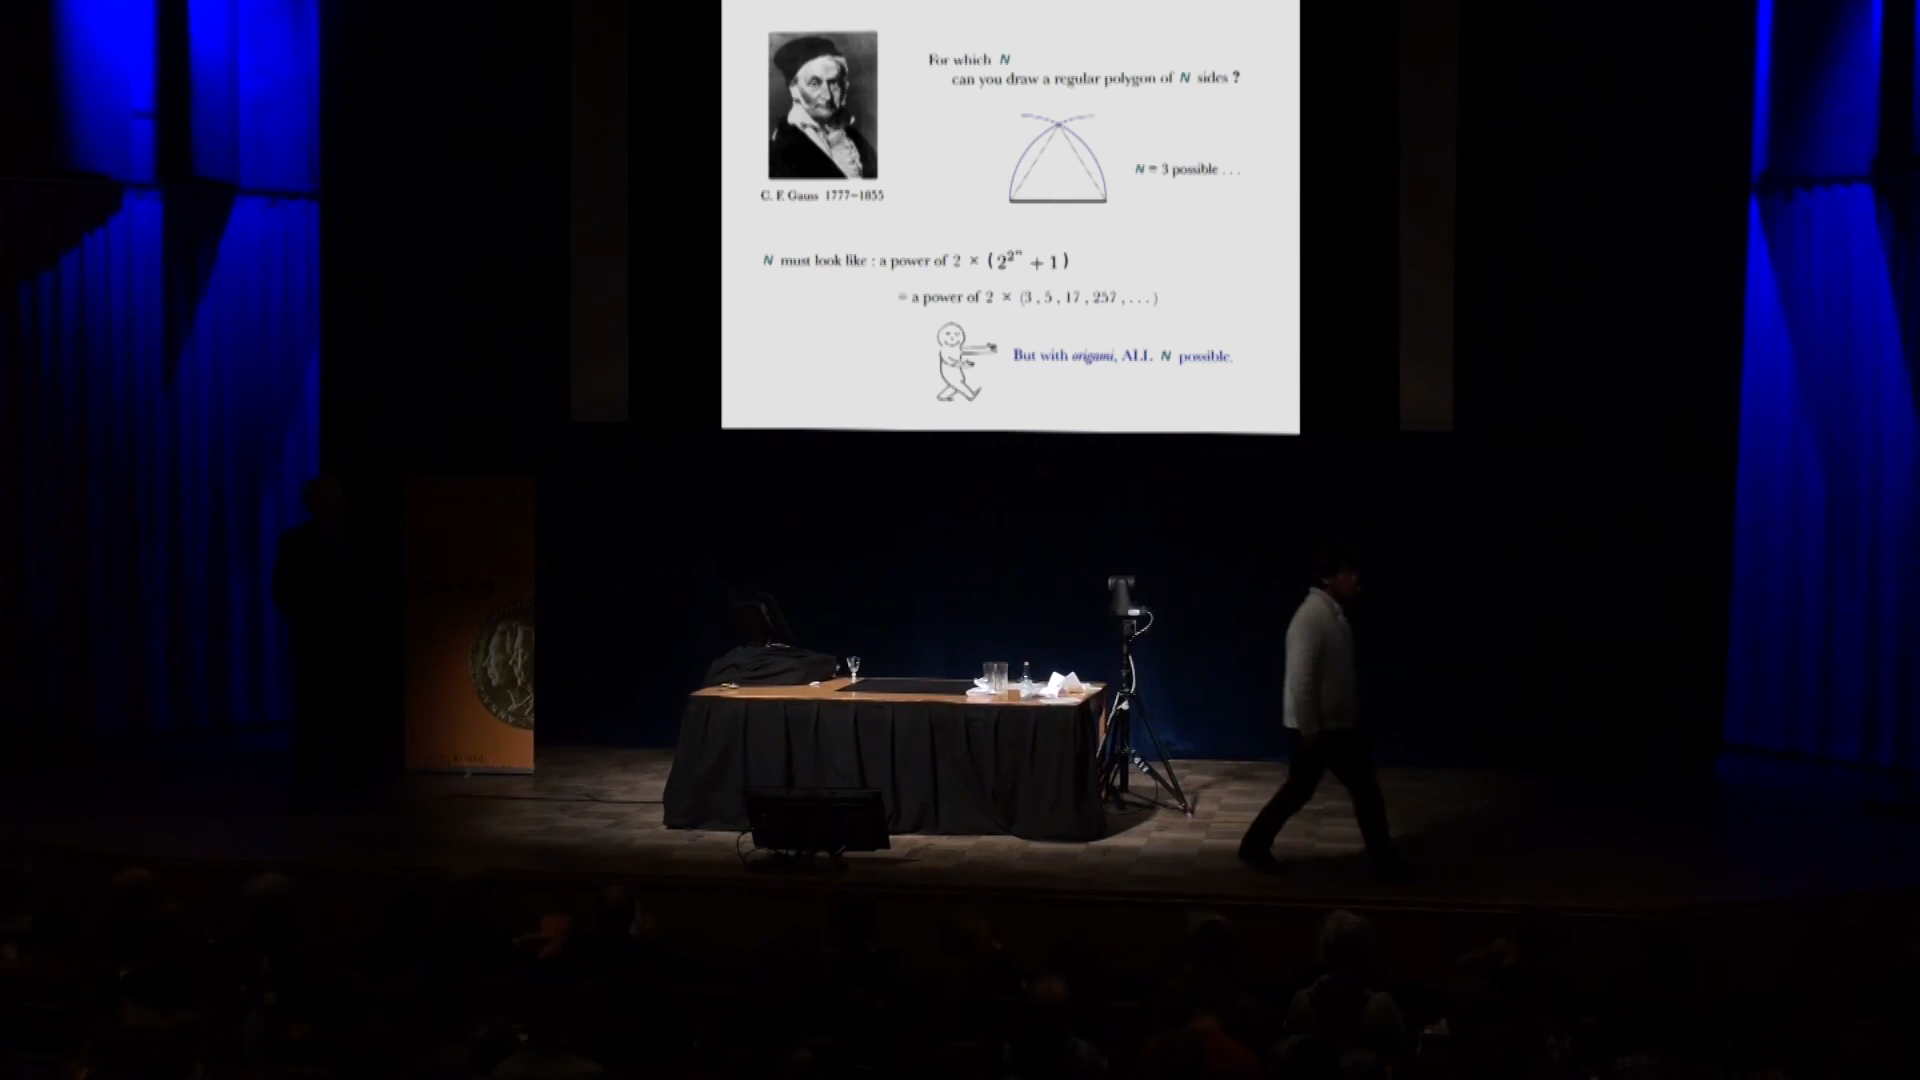 For which N
can you draw a regular polygon of N sides ?
N = 3 possible . . .
C. F. Gauss 1777–1855
N must look like : a power of 2 × ( 2^{2^n} + 1 )
= a power of 2 × (3 , 5 , 17 , 257 , . . . )
But with origami, ALL N possible.